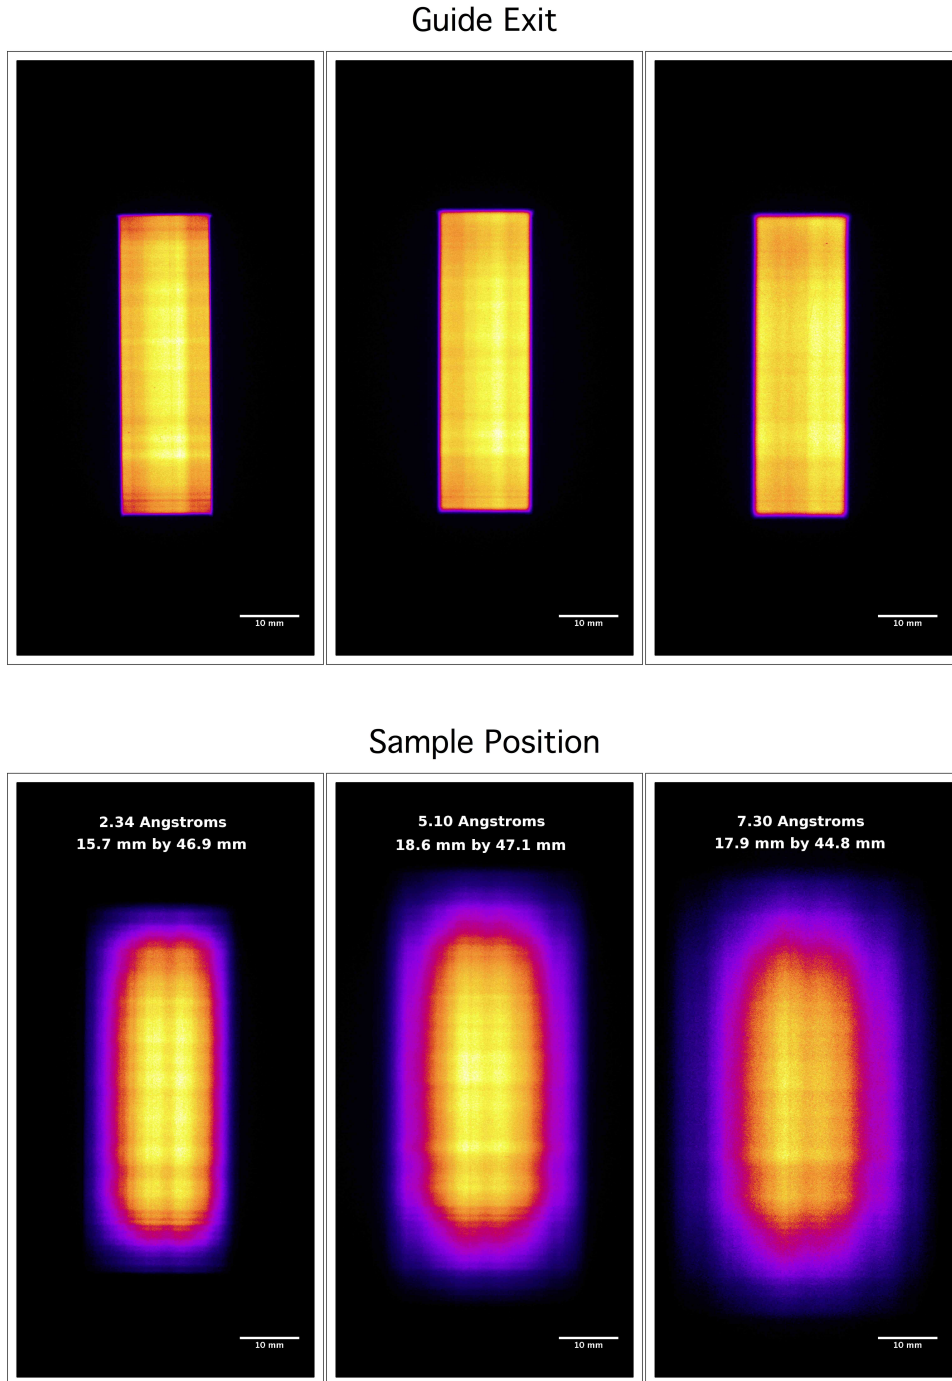 Guide Exit
10 mm
10 mm
10 mm
Sample Position
2.34 Angstroms
15.7 mm by 46.9 mm
5.10 Angstroms
18.6 mm by 47.1 mm
7.30 Angstroms
17.9 mm by 44.8 mm
10 mm
10 mm
10 mm